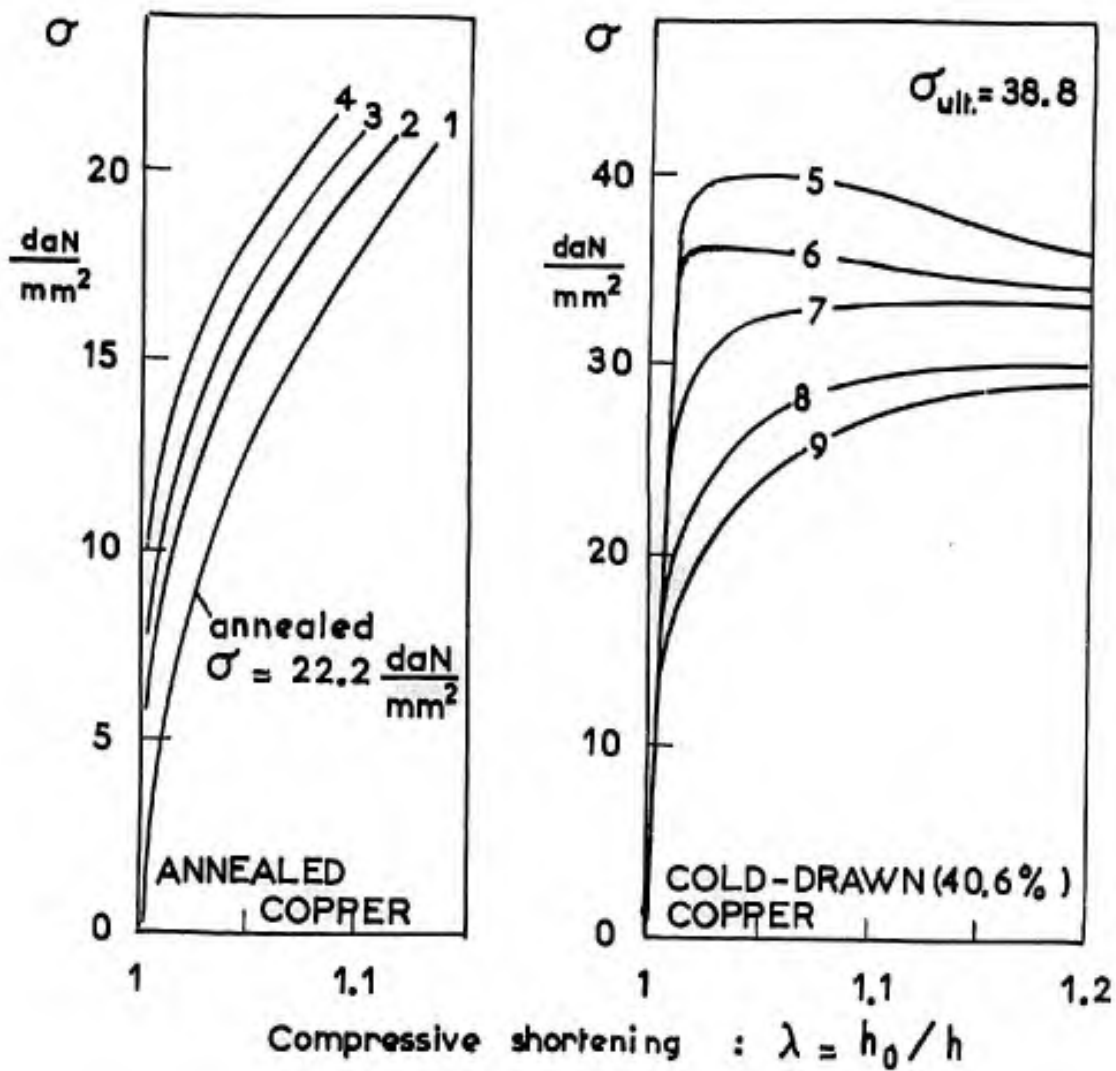 σ
20
daN
mm²
15
10
5
0
4 3 2 1
annealed
σ = 22.2 daN/mm²
ANNEALED
COPPER
1 1.1
σ
σult. = 38.8
40
daN
mm²
30
20
10
0
5
6
7
8
9
COLD-DRAWN (40,6%)
COPPER
1 1.1 1.2
Compressive shortening : λ = h₀/h